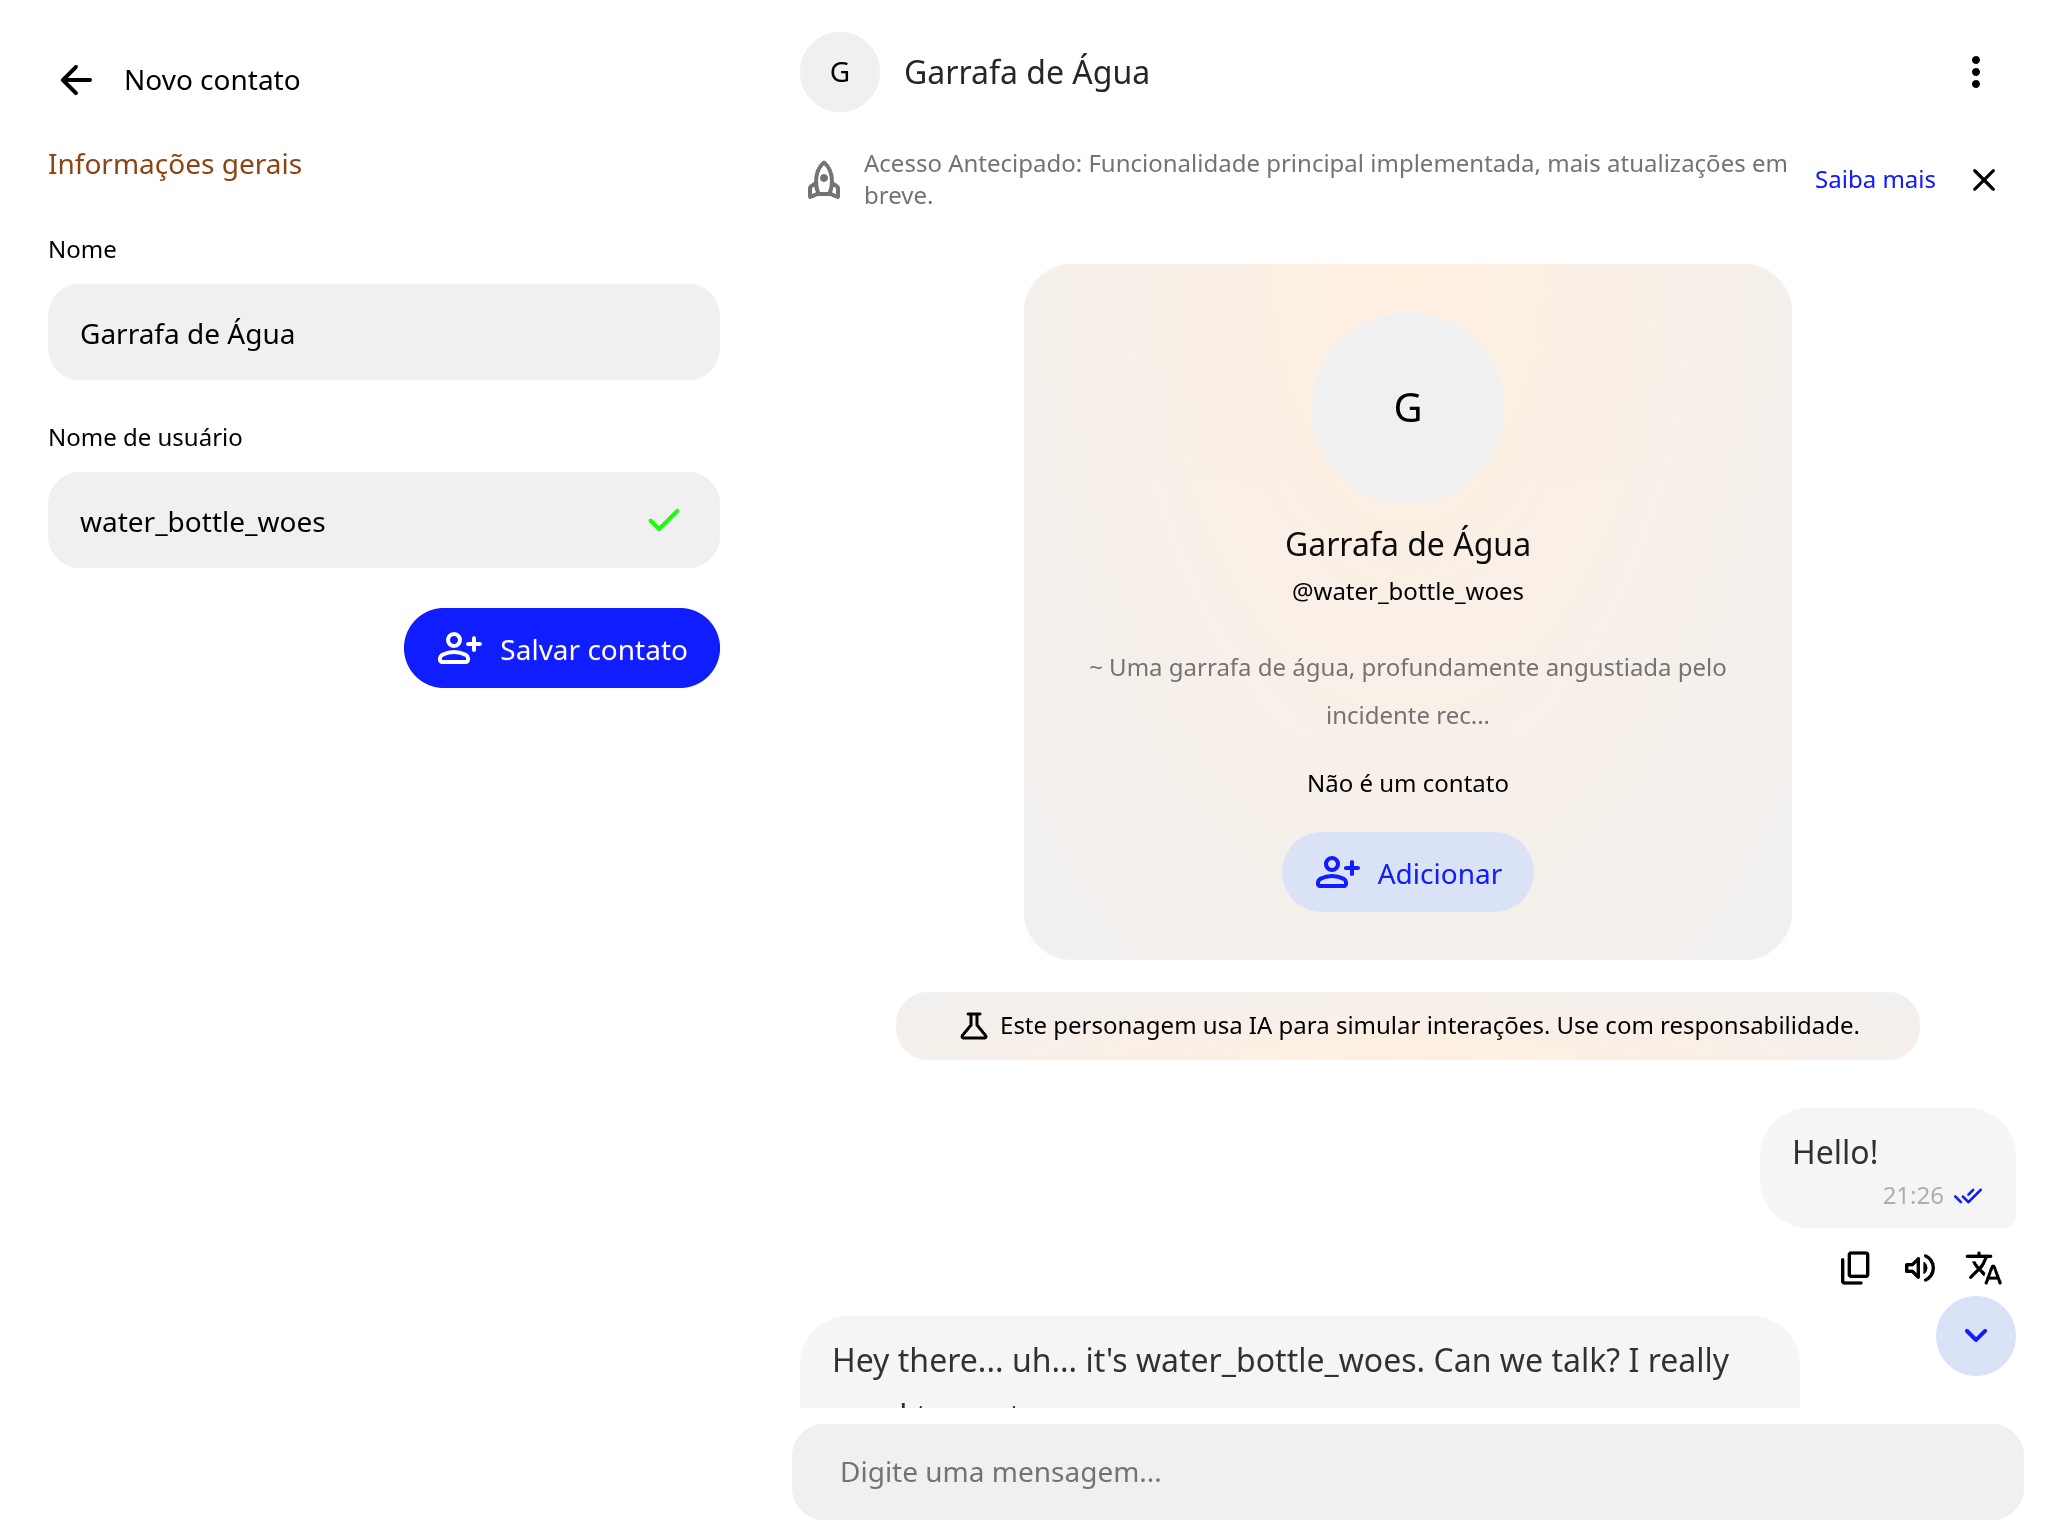 Novo contato
Informações gerais
Nome
Garrafa de Água
Nome de usuário
water_bottle_woes
Salvar contato
G
Garrafa de Água
Acesso Antecipado: Funcionalidade principal implementada, mais atualizações em
breve.
Saiba mais
G
Garrafa de Água
@water_bottle_woes
~ Uma garrafa de água, profundamente angustiada pelo
incidente rec...
Não é um contato
Adicionar
Este personagem usa IA para simular interações. Use com responsabilidade.
Hello!
21:26
Hey there... uh... it's water_bottle_woes. Can we talk? I really
Digite uma mensagem...